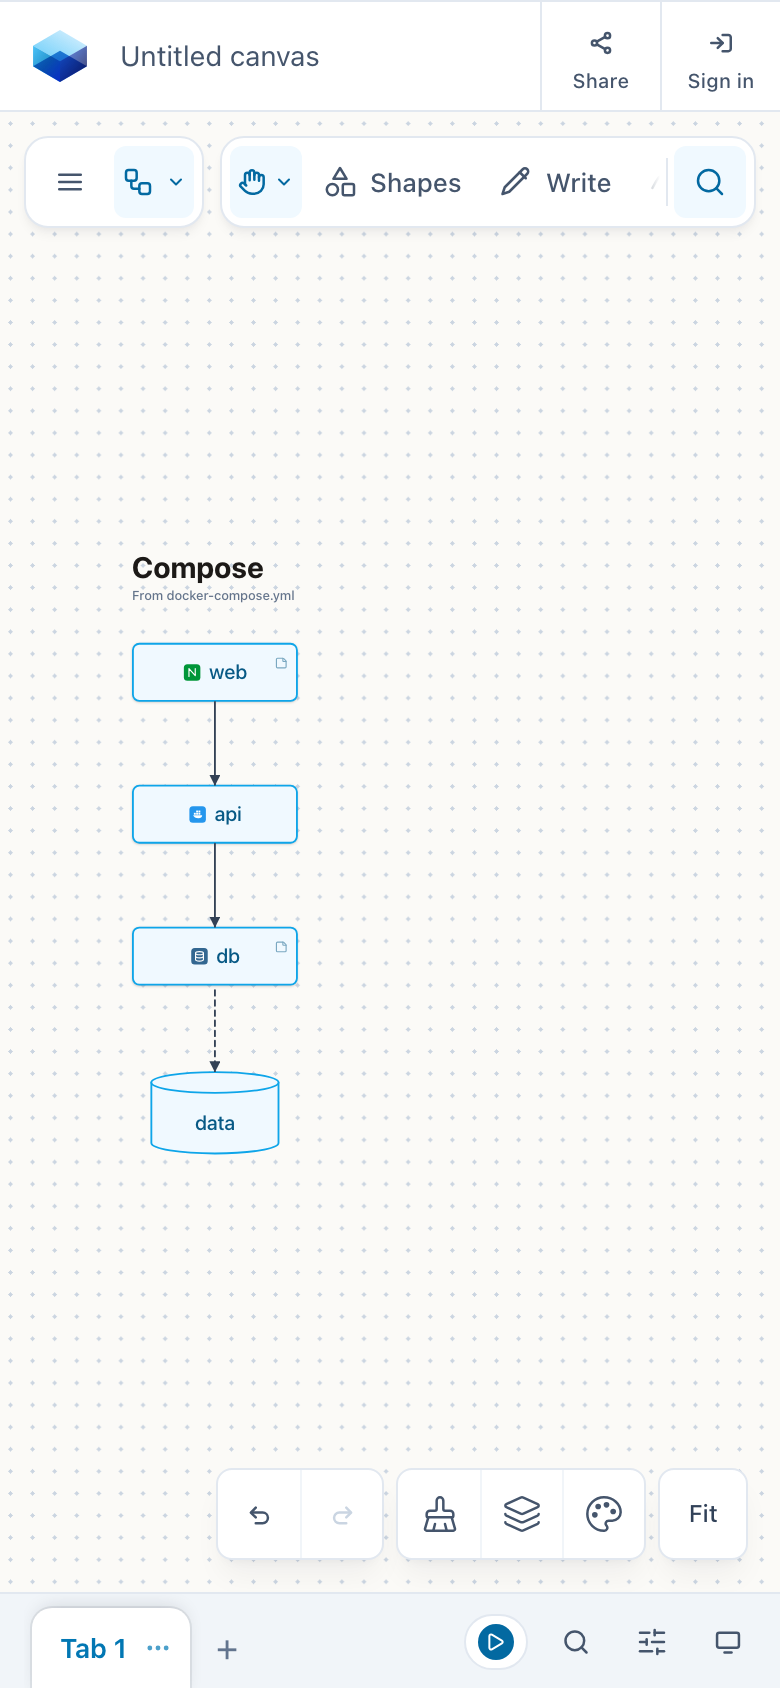 Untitled canvas
Share
Sign in
Shapes
Write
Compose
From docker-compose.yml
web
api
db
data
Fit
Tab 1